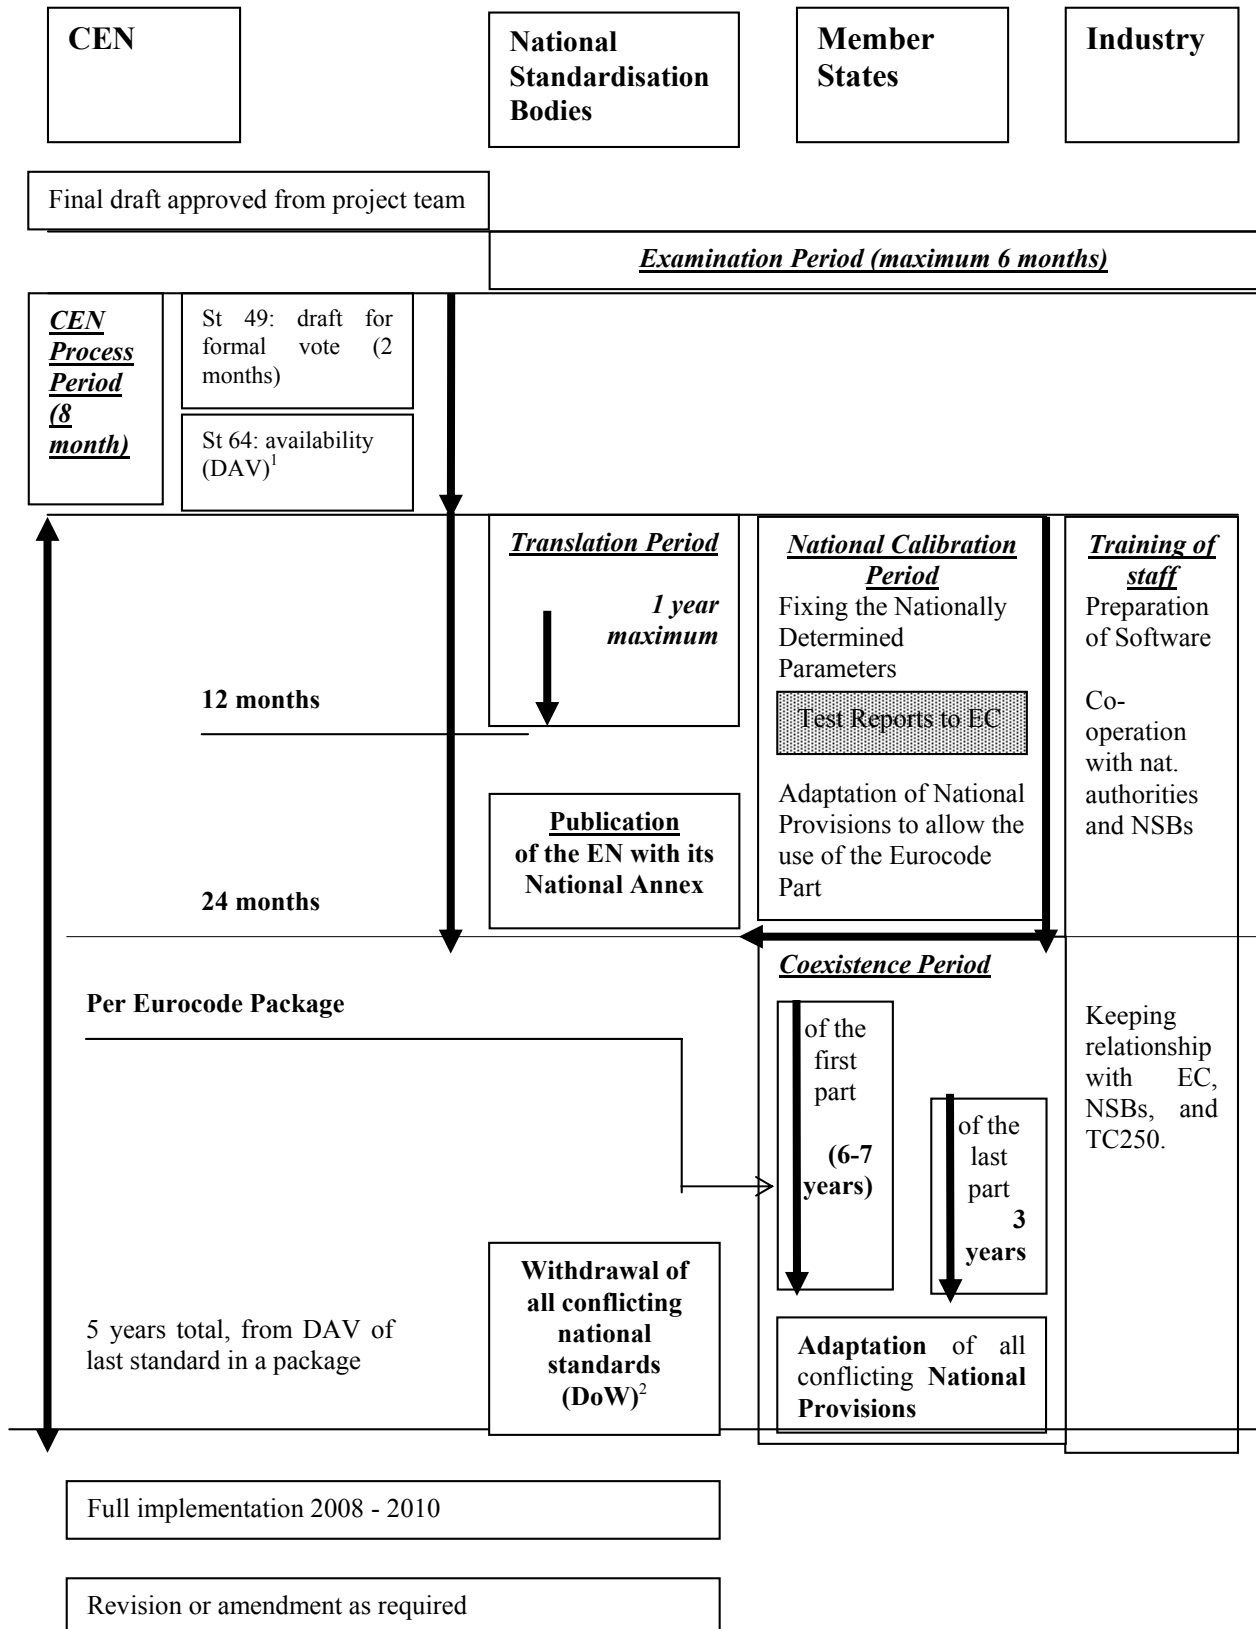 CEN
National
Standardisation
Bodies
Member
States
Industry
Final draft approved from project team
Examination Period (maximum 6 months)
CEN
Process
Period
(8
month)
St 49: draft for
formal vote (2
months)
St 64: availability
(DAV)1
Translation Period
1 year
maximum
National Calibration
Period
Fixing the Nationally
Determined
Parameters
Test Reports to EC
Adaptation of National
Provisions to allow the
use of the Eurocode
Part
Training of
staff
Preparation
of Software
Co-
operation
with nat.
authorities
and NSBs
12 months
Publication
of the EN with its
National Annex
24 months
Coexistence Period
Per Eurocode Package
of the
first
part
(6-7
years)
of the
last
part
3
years
Keeping
relationship
with EC,
NSBs, and
TC250.
Withdrawal of
all conflicting
national
standards
(DoW)2
5 years total, from DAV of
last standard in a package
Adaptation of all
conflicting National
Provisions
Full implementation 2008 - 2010
Revision or amendment as required